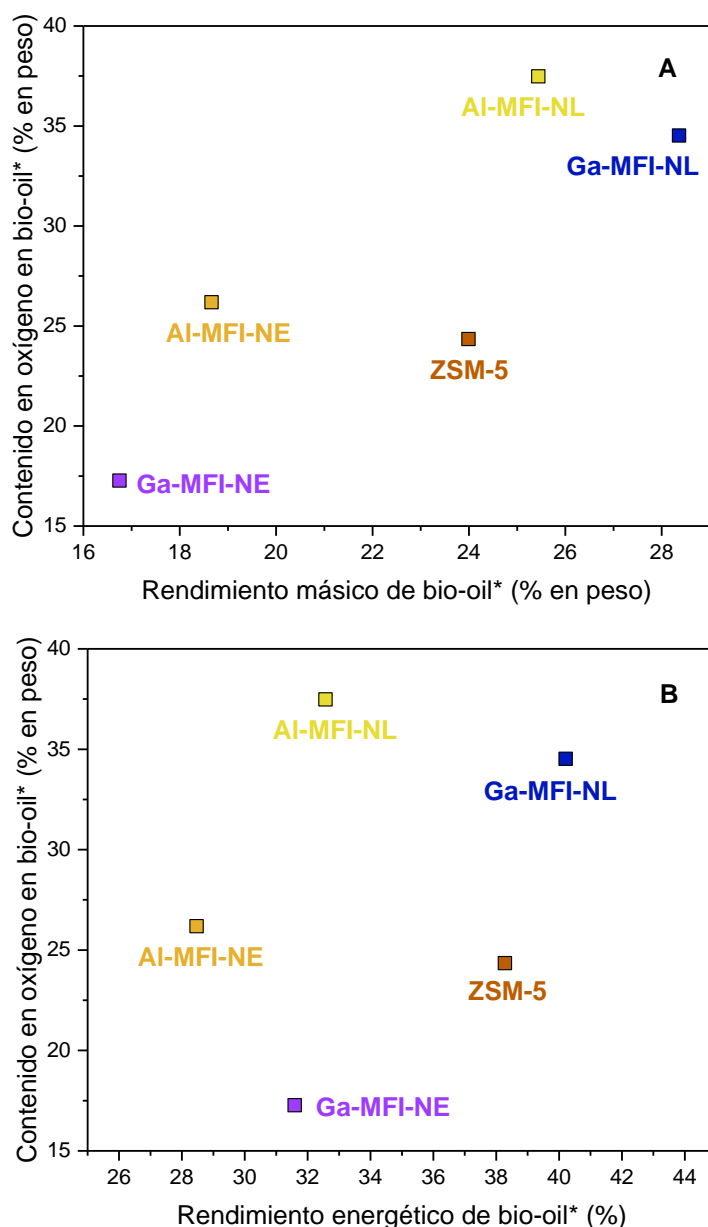 40
A
Al-MFI-NL
35
Ga-MFI-NL
30
Al-MFI-NE
25
ZSM-5
20
Ga-MFI-NE
15
16 18 20 22 24 26 28
Contenido en oxígeno en bio-oil* (% en peso)
Rendimiento másico de bio-oil* (% en peso)
40
B
Al-MFI-NL
35
Ga-MFI-NL
30
Al-MFI-NE
25
ZSM-5
20
Ga-MFI-NE
15
26 28 30 32 34 36 38 40 42 44
Contenido en oxígeno en bio-oil* (% en peso)
Rendimiento energético de bio-oil* (%)